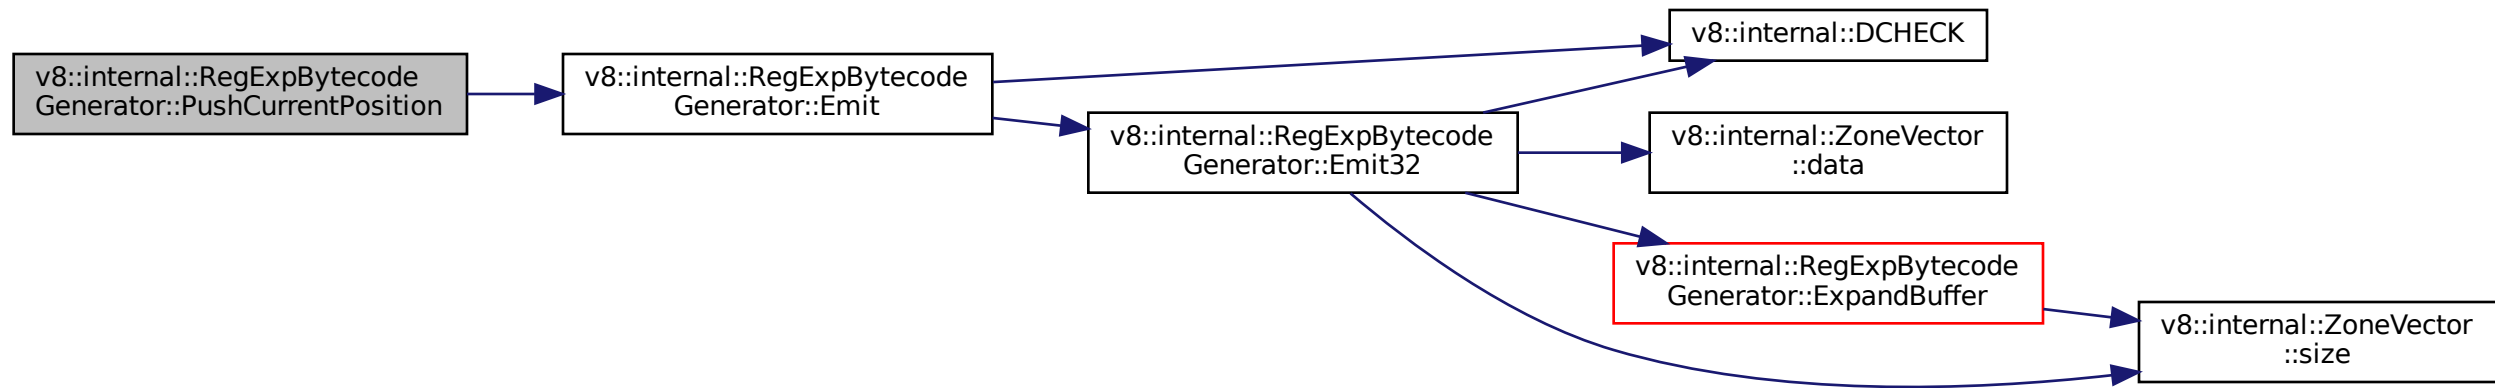 v8::internal::RegExpBytecode
Generator::PushCurrentPosition
v8::internal::RegExpBytecode
Generator::Emit
v8::internal::DCHECK
v8::internal::RegExpBytecode
Generator::Emit32
v8::internal::ZoneVector
::data
v8::internal::RegExpBytecode
Generator::ExpandBuffer
v8::internal::ZoneVector
::size